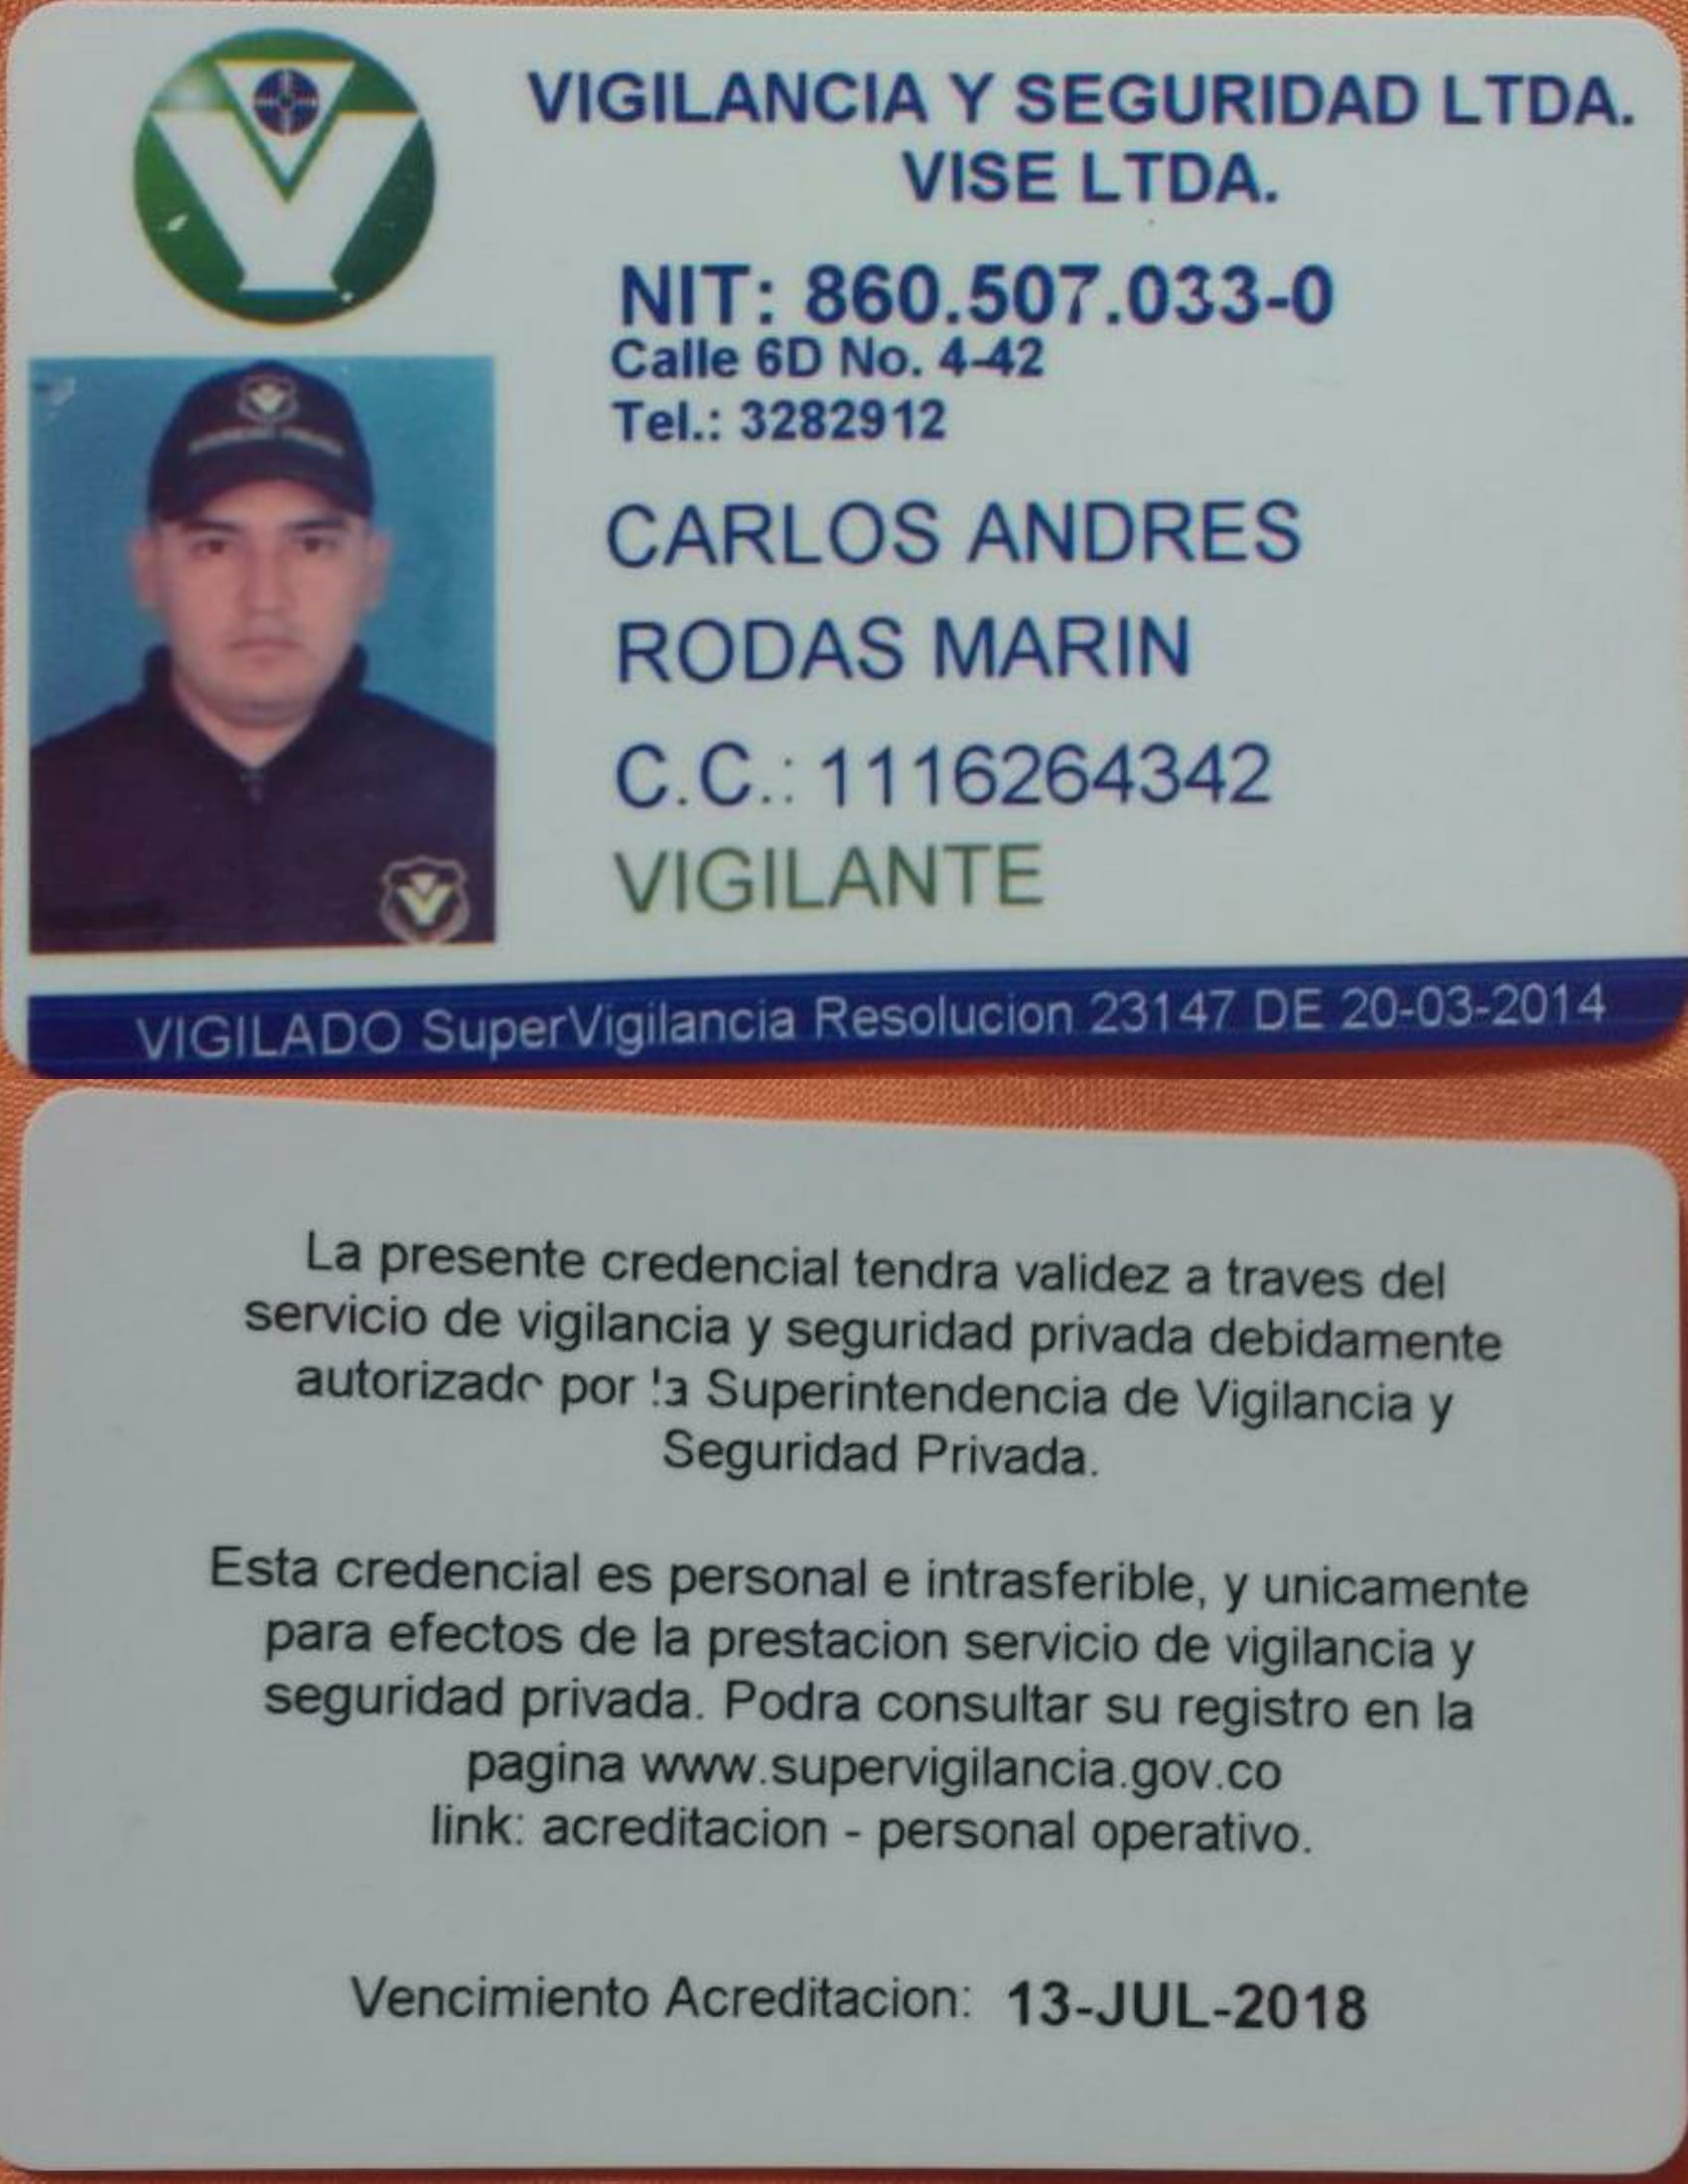 VIGILANCIA Y SEGURIDAD LTDA.
VISE LTDA.
NIT: 860.507.033-0
Calle 6D No. 4-42
Tel.: 3282912
CARLOS ANDRES
RODAS MARIN
C.C.: 1116264342
VIGILANTE
VIGILADO SuperVigilancia Resolucion 23147 DE 20-03-2014
La presente credencial tendra validez a traves del
servicio de vigilancia y seguridad privada debidamente
autorizado por la Superintendencia de Vigilancia y
Seguridad Privada.
Esta credencial es personal e intrasferible, y unicamente
para efectos de la prestacion servicio de vigilancia y
seguridad privada. Podra consultar su registro en la
pagina www.supervigilancia.gov.co
link: acreditacion - personal operativo.
Vencimiento Acreditacion: 13-JUL-2018